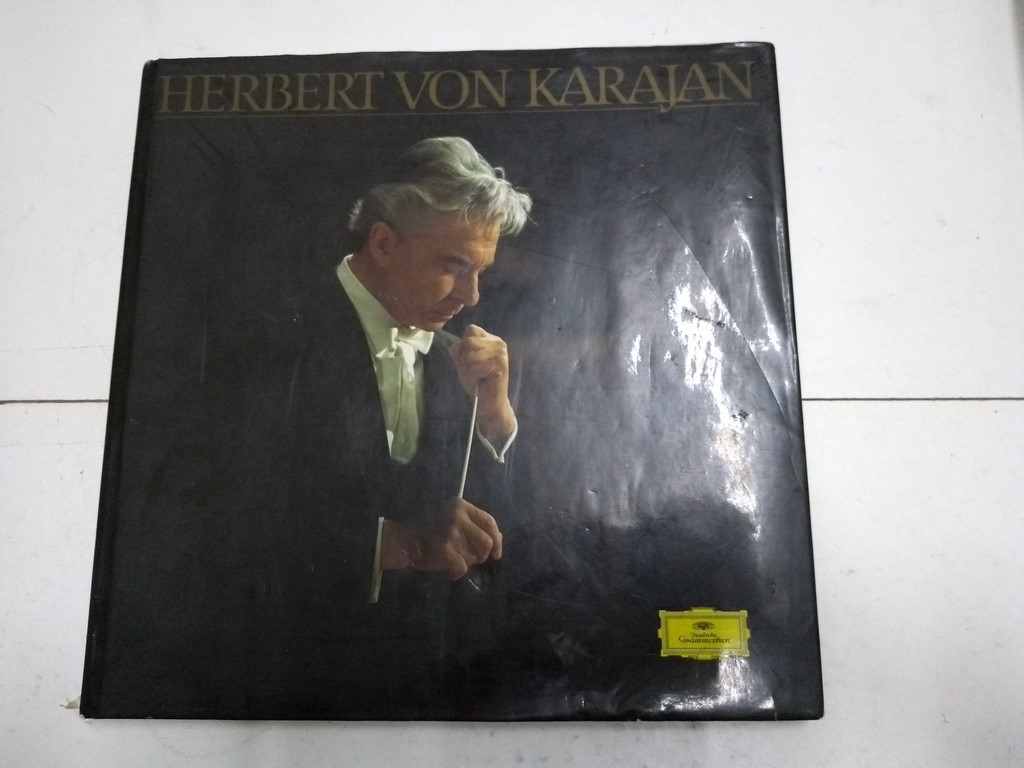 HERBERT VON KARAJAN
Deutsche
Grammophon